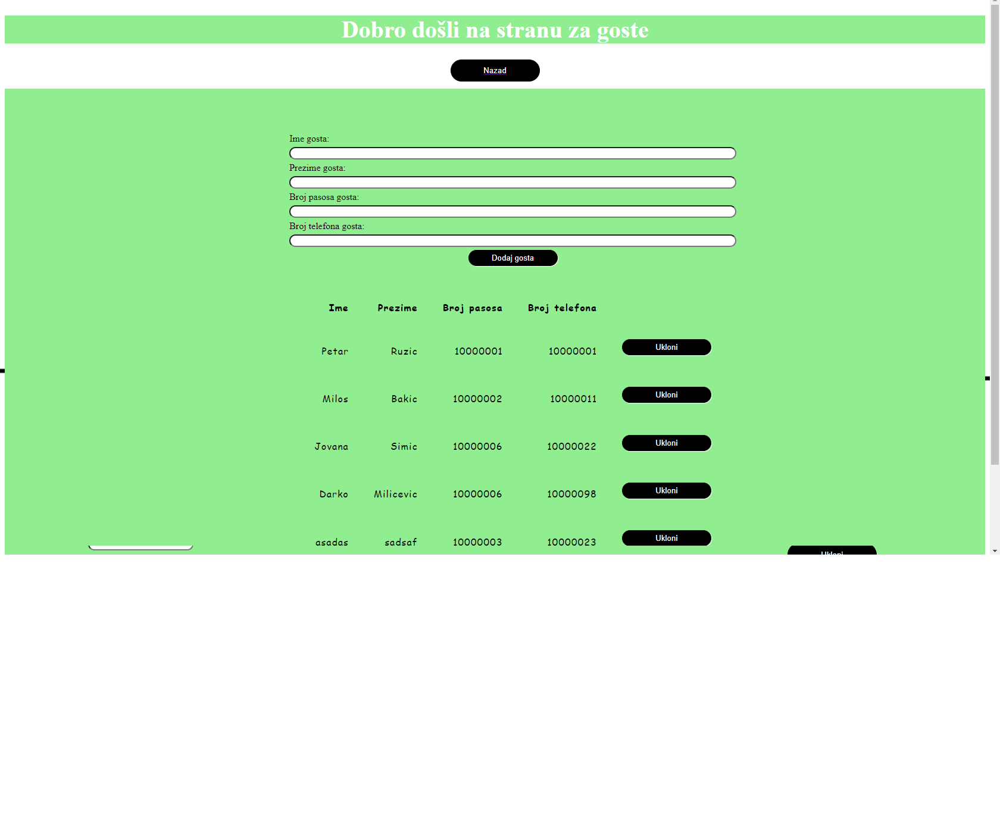 Dobro došli na stranu za goste
Nazad
Ime gosta:
Prezime gosta:
Broj pasosa gosta:
Broj telefona gosta:
Dodaj gosta
Ime Prezime Broj pasosa Broj telefona
Petar Ruzic 10000001 10000001 Ukloni
Milos Bakic 10000002 10000011 Ukloni
Jovana Simic 10000006 10000022 Ukloni
Darko Milicevic 10000006 10000098 Ukloni
asadas sadsaf 10000003 10000023 Ukloni
Ukloni